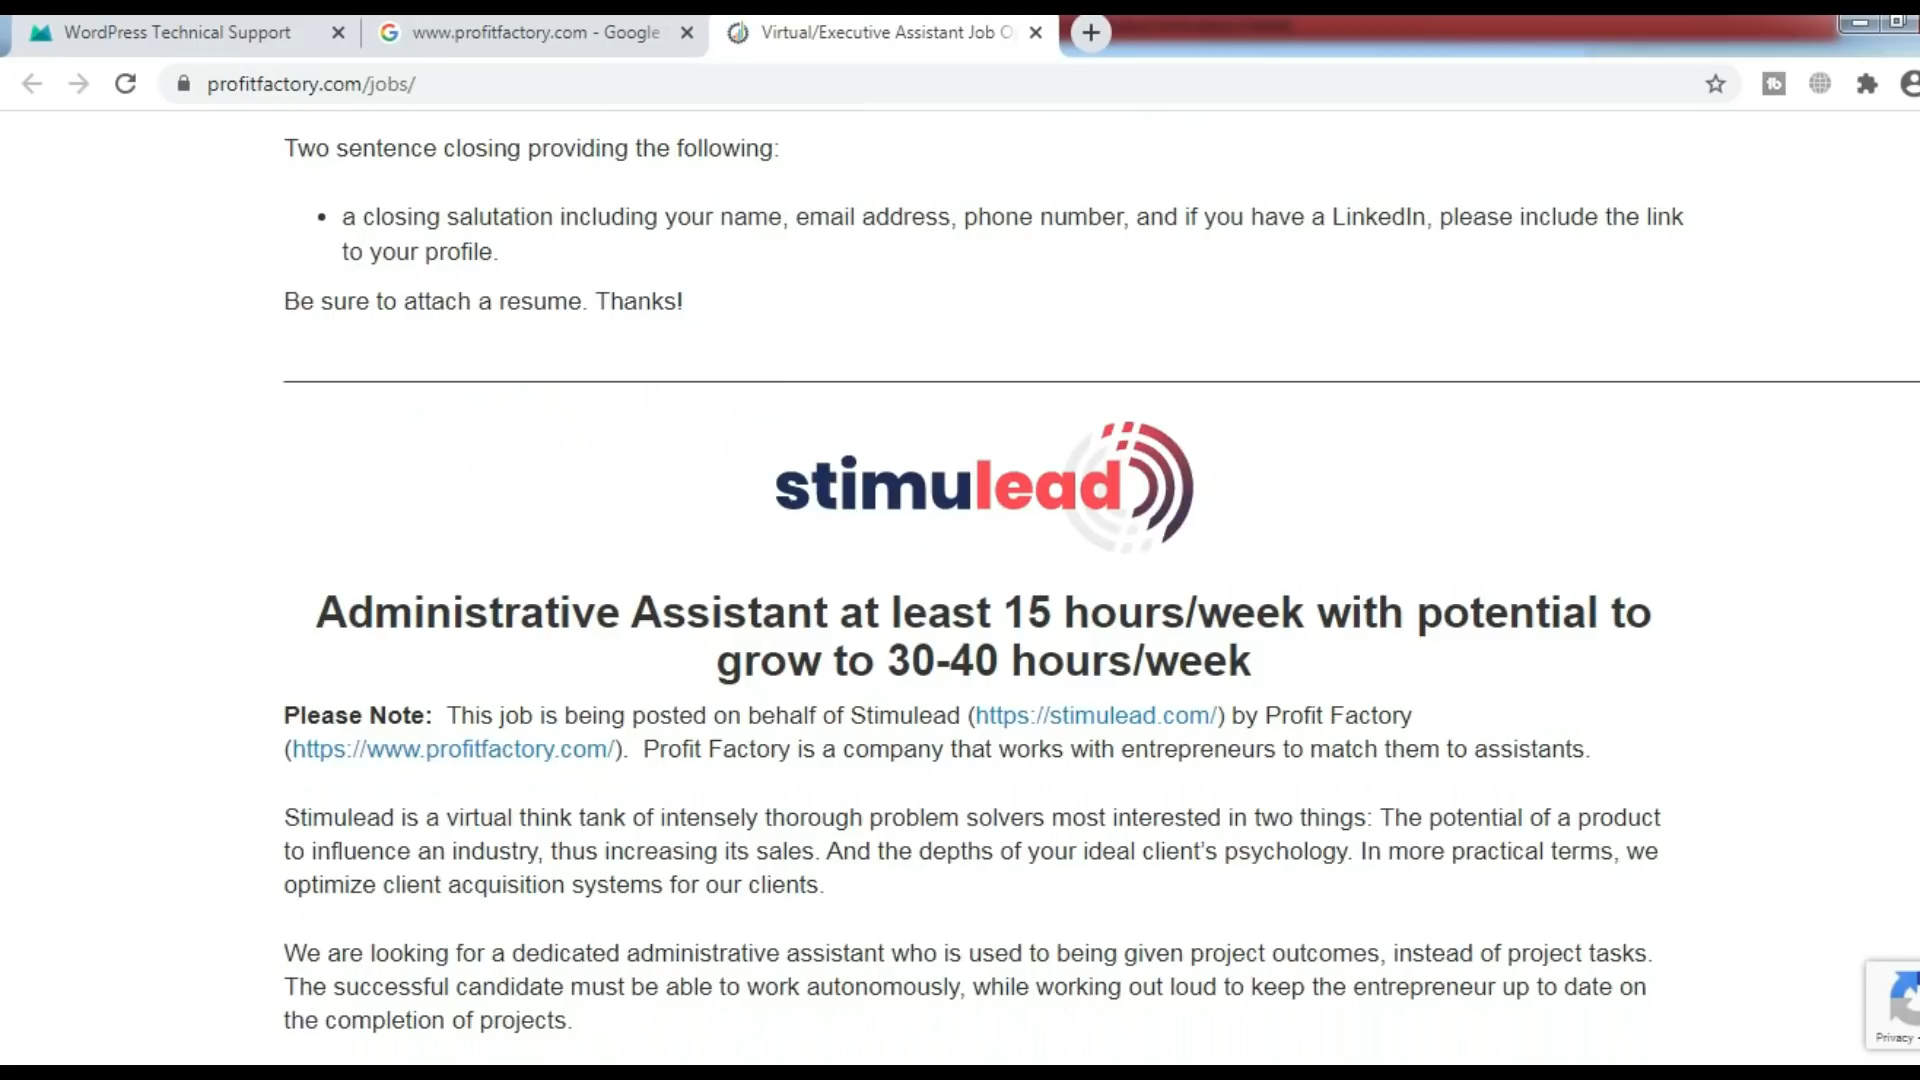 WordPress Technical Support
www.profitfactory.com - Google
Virtual/Executive Assistant Job O
profitfactory.com/jobs/
Two sentence closing providing the following:
• a closing salutation including your name, email address, phone number, and if you have a LinkedIn, please include the link
to your profile.
Be sure to attach a resume. Thanks!
stimulead
Administrative Assistant at least 15 hours/week with potential to
grow to 30-40 hours/week
Please Note: This job is being posted on behalf of Stimulead (https://stimulead.com/) by Profit Factory
(https://www.profitfactory.com/). Profit Factory is a company that works with entrepreneurs to match them to assistants.
Stimulead is a virtual think tank of intensely thorough problem solvers most interested in two things: The potential of a product
to influence an industry, thus increasing its sales. And the depths of your ideal client’s psychology. In more practical terms, we
optimize client acquisition systems for our clients.
We are looking for a dedicated administrative assistant who is used to being given project outcomes, instead of project tasks.
The successful candidate must be able to work autonomously, while working out loud to keep the entrepreneur up to date on
the completion of projects.
Privacy -